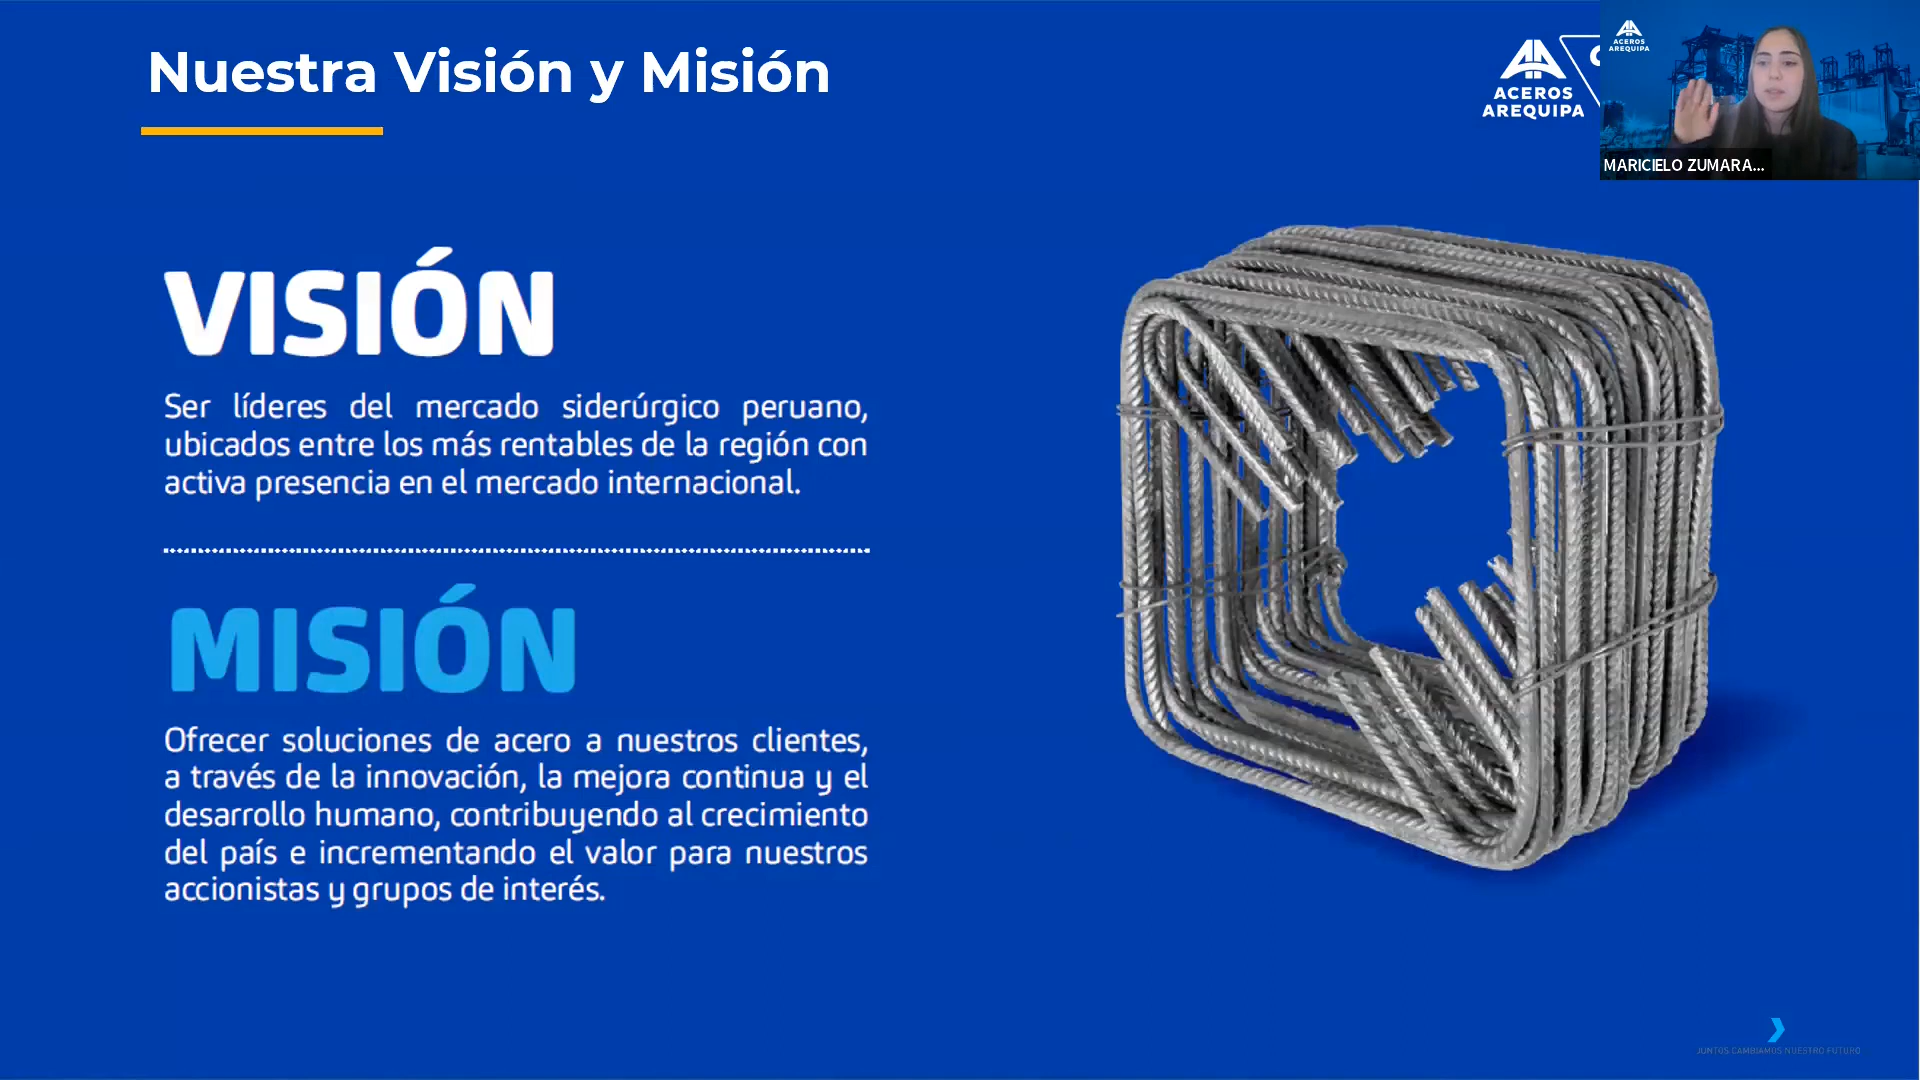 Nuestra Visión y Misión
ACEROS
AREQUIPA
ACEROS
AREQUIPA
MARICIELO ZUMARA...
VISIÓN
Ser líderes del mercado siderúrgico peruano,
ubicados entre los más rentables de la región con
activa presencia en el mercado internacional.
MISIÓN
Ofrecer soluciones de acero a nuestros clientes,
a través de la innovación, la mejora continua y el
desarrollo humano, contribuyendo al crecimiento
del país e incrementando el valor para nuestros
accionistas y grupos de interés.
JUNTOS CAMBIAMOS NUESTRO FUTURO